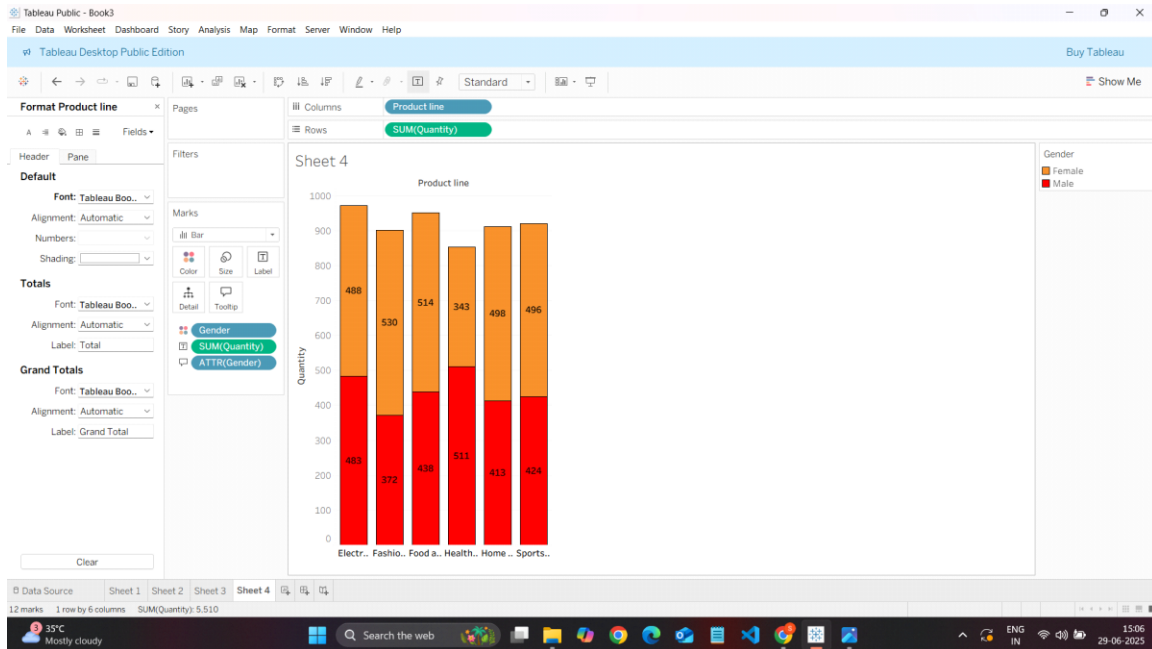 Tableau Public - Book3
File Data Worksheet Dashboard Story Analysis Map Format Server Window Help
Tableau Desktop Public Edition Buy Tableau
Standard Show Me
Format Product line
Fields
Header Pane
Default
Font: Tableau Boo..
Alignment: Automatic
Numbers:
Shading:
Totals
Font: Tableau Boo..
Alignment: Automatic
Label: Total
Grand Totals
Font: Tableau Boo..
Alignment: Automatic
Label: Grand Total
Clear
Pages
Filters
Marks
Bar
Color Size Label
Detail Tooltip
Gender
SUM(Quantity)
ATTR(Gender)
Columns Product line
Rows SUM(Quantity)
Sheet 4
Product line
Quantity
1000
900
800
700
600
500
400
300
200
100
0
488 530 514 343 498 496
483 372 438 511 413 424
Electr.. Fashio.. Food a.. Health.. Home .. Sports..
Gender
Female
Male
Data Source Sheet 1 Sheet 2 Sheet 3 Sheet 4
12 marks 1 row by 6 columns SUM(Quantity): 5,510
3
35°C
Mostly cloudy
Search the web
ENG
IN
15:06
29-06-2025